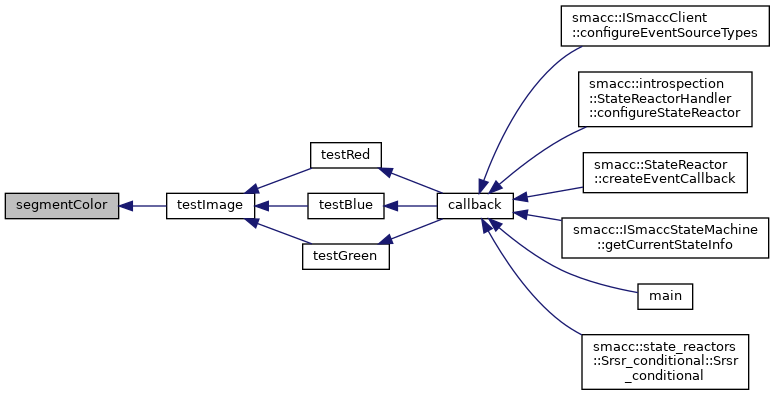 segmentColor
testImage
testRed
testBlue
testGreen
callback
smacc::ISmaccClient
::configureEventSourceTypes
smacc::introspection
::StateReactorHandler
::configureStateReactor
smacc::StateReactor
::createEventCallback
smacc::ISmaccStateMachine
::getCurrentStateInfo
main
smacc::state_reactors
::Srsr_conditional::Srsr
_conditional